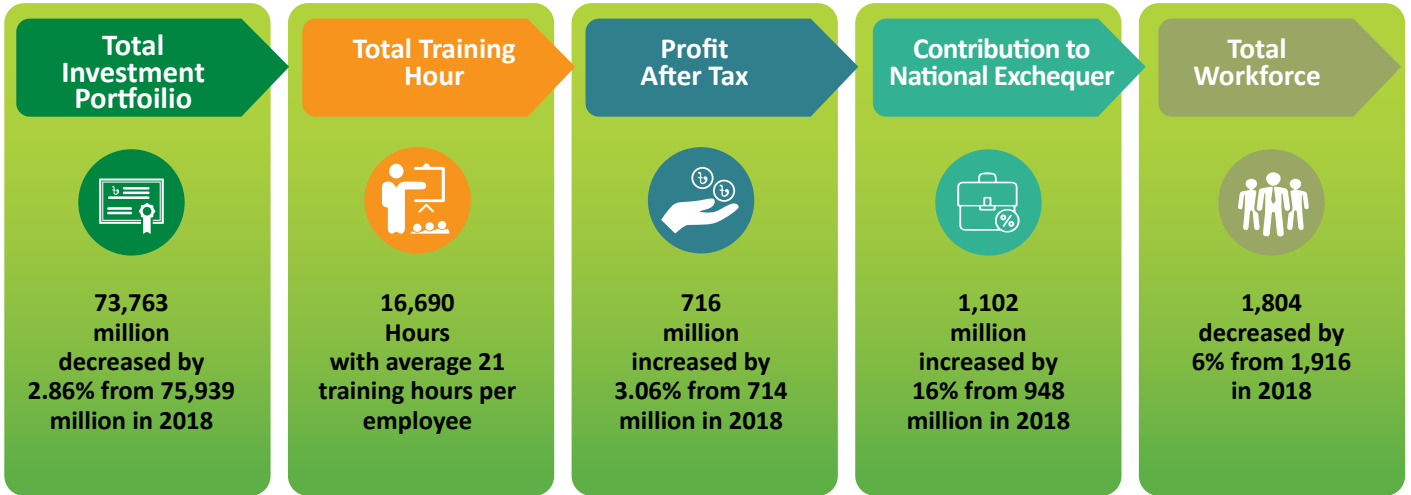 Total
Investment
Portfoilio
73,763
million
decreased by
2.86% from 75,939
million in 2018
Total Training
Hour
16,690
Hours
with average 21
training hours per
employee
Profit
After Tax
৳
৳
716
million
increased by
3.06% from 714
million in 2018
Contribution to
National Exchequer
%
1,102
million
increased by
16% from 948
million in 2018
Total
Workforce
1,804
decreased by
6% from 1,916
in 2018